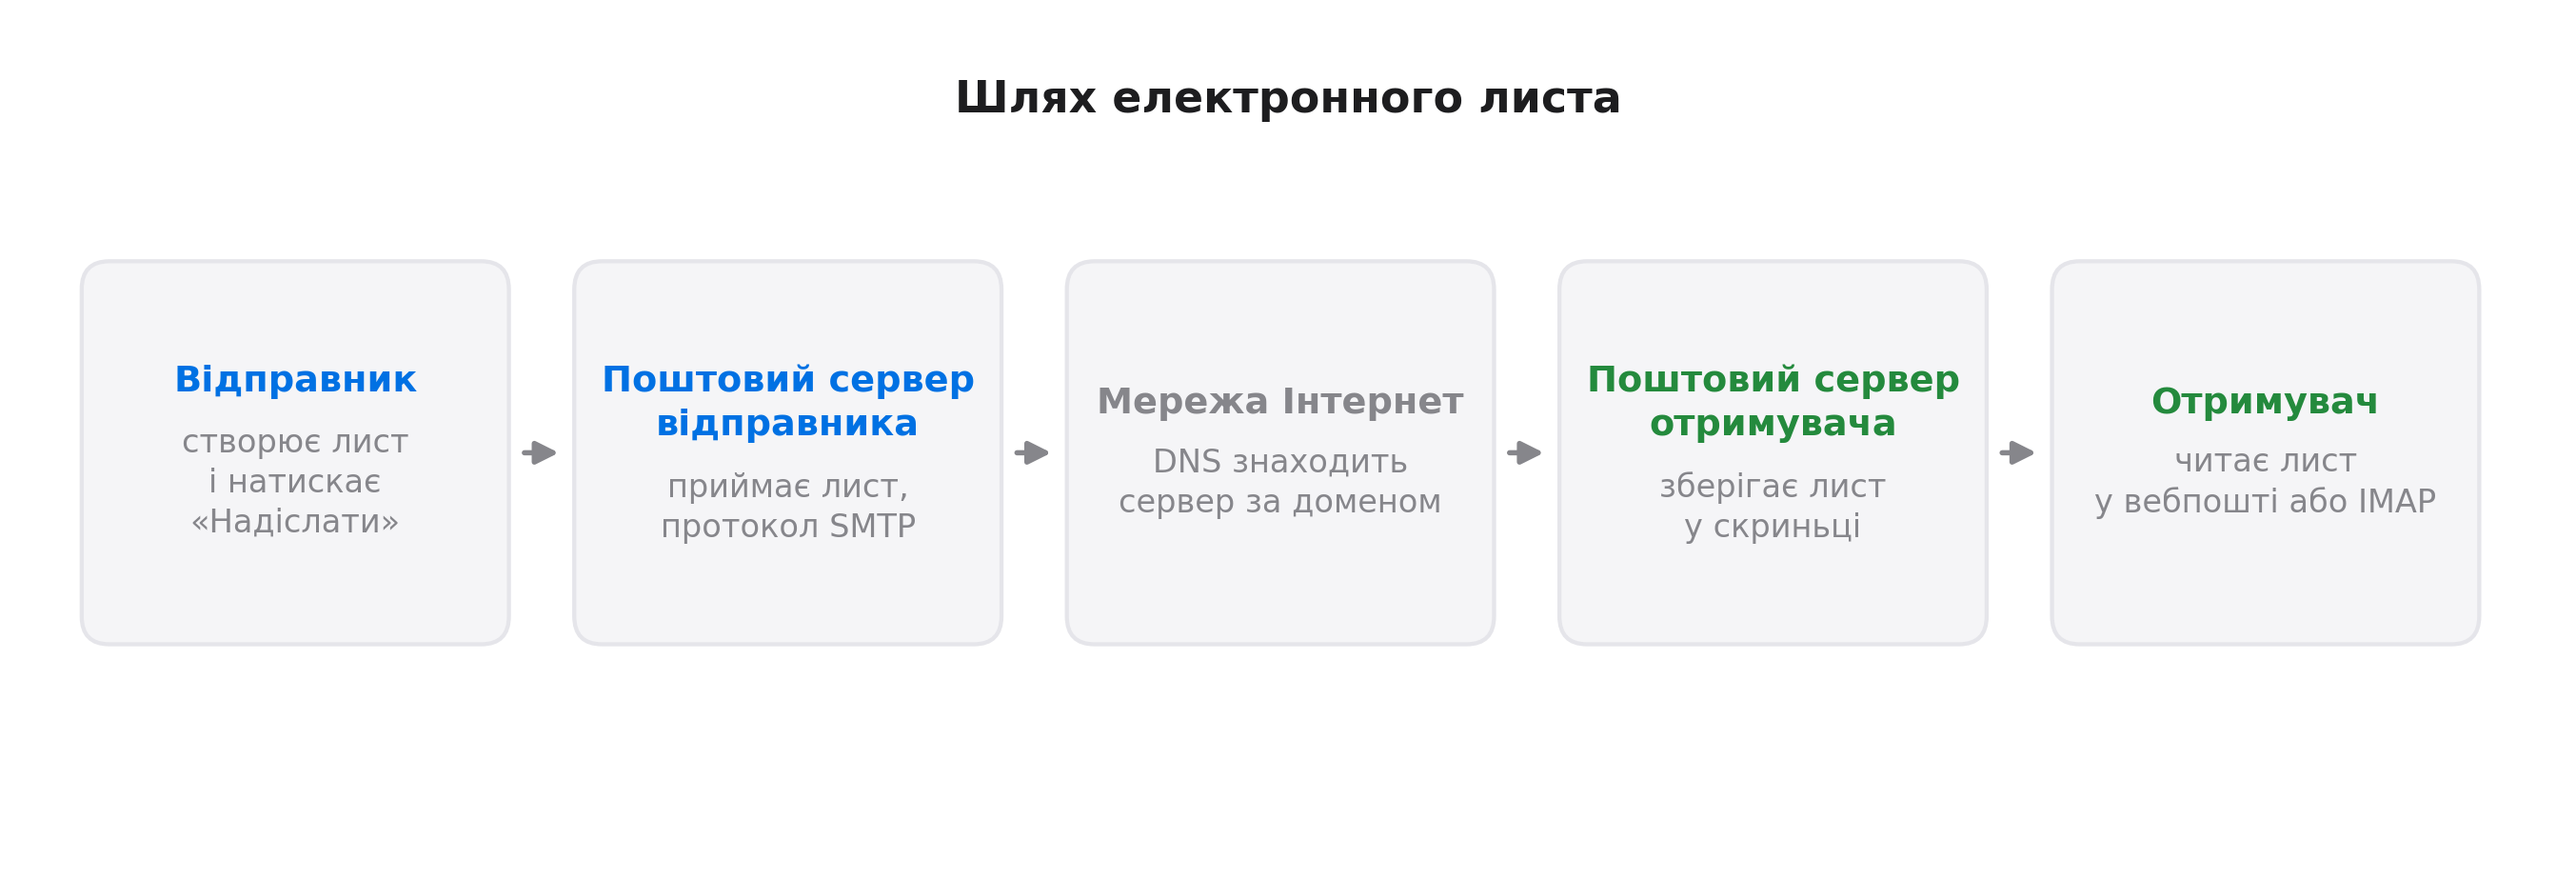 Шлях електронного листа
Відправник
створює лист
і натискає
«Надіслати»
Поштовий сервер
відправника
приймає лист,
протокол SMTP
Мережа Інтернет
DNS знаходить
сервер за доменом
Поштовий сервер
отримувача
зберігає лист
у скриньці
Отримувач
читає лист
у вебпошті або IMAP